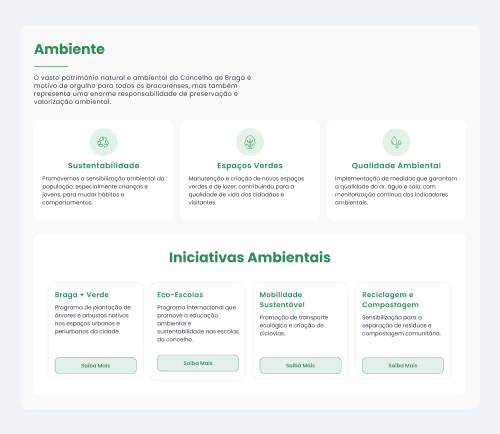 Ambiente
O vasto património natural e ambiental do Concelho de Braga é
motivo de orgulho para todos os bracarenses, mas também
representa uma enorme responsabilidade de preservação e
valorização ambiental.
Sustentabilidade
Promovemos a sensibilização ambiental da
população, especialmente crianças e
jovens, para mudar hábitos e
comportamentos.
Espaços Verdes
Manutenção e criação de novos espaços
verdes e de lazer, contribuindo para a
qualidade de vida dos cidadãos e
visitantes.
Qualidade Ambiental
Implementação de medidas que garantam
a qualidade do ar, água e solo, com
monitorização contínua dos indicadores
ambientais.
Iniciativas Ambientais
Braga + Verde
Programa de plantação de
árvores e arbustos nativos
nos espaços urbanos e
periurbanos da cidade.
Saiba Mais
Eco-Escolas
Programa internacional que
promove a educação
ambiental e
sustentabilidade nas escolas
do concelho.
Saiba Mais
Mobilidade
Sustentável
Promoção de transporte
ecológico e criação de
ciclovias.
Saiba Mais
Reciclagem e
Compostagem
Sensibilização para a
separação de resíduos e
compostagem comunitária.
Saiba Mais